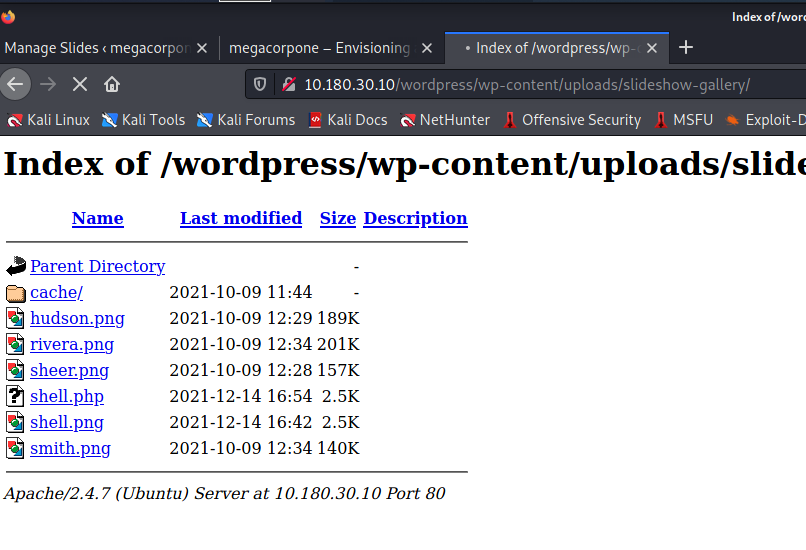 Index of /wor
Manage Slides ‹ megacorpon
megacorpone – Envisioning
Index of /wordpress/wp-
10.180.30.10/wordpress/wp-content/uploads/slideshow-gallery/
Kali Linux Kali Tools Kali Forums Kali Docs NetHunter Offensive Security MSFU Exploit-D
Index of /wordpress/wp-content/uploads/slide
Name Last modified Size Description
Parent Directory -
cache/ 2021-10-09 11:44 -
hudson.png 2021-10-09 12:29 189K
rivera.png 2021-10-09 12:34 201K
sheer.png 2021-10-09 12:28 157K
shell.php 2021-12-14 16:54 2.5K
shell.png 2021-12-14 16:42 2.5K
smith.png 2021-10-09 12:34 140K
Apache/2.4.7 (Ubuntu) Server at 10.180.30.10 Port 80